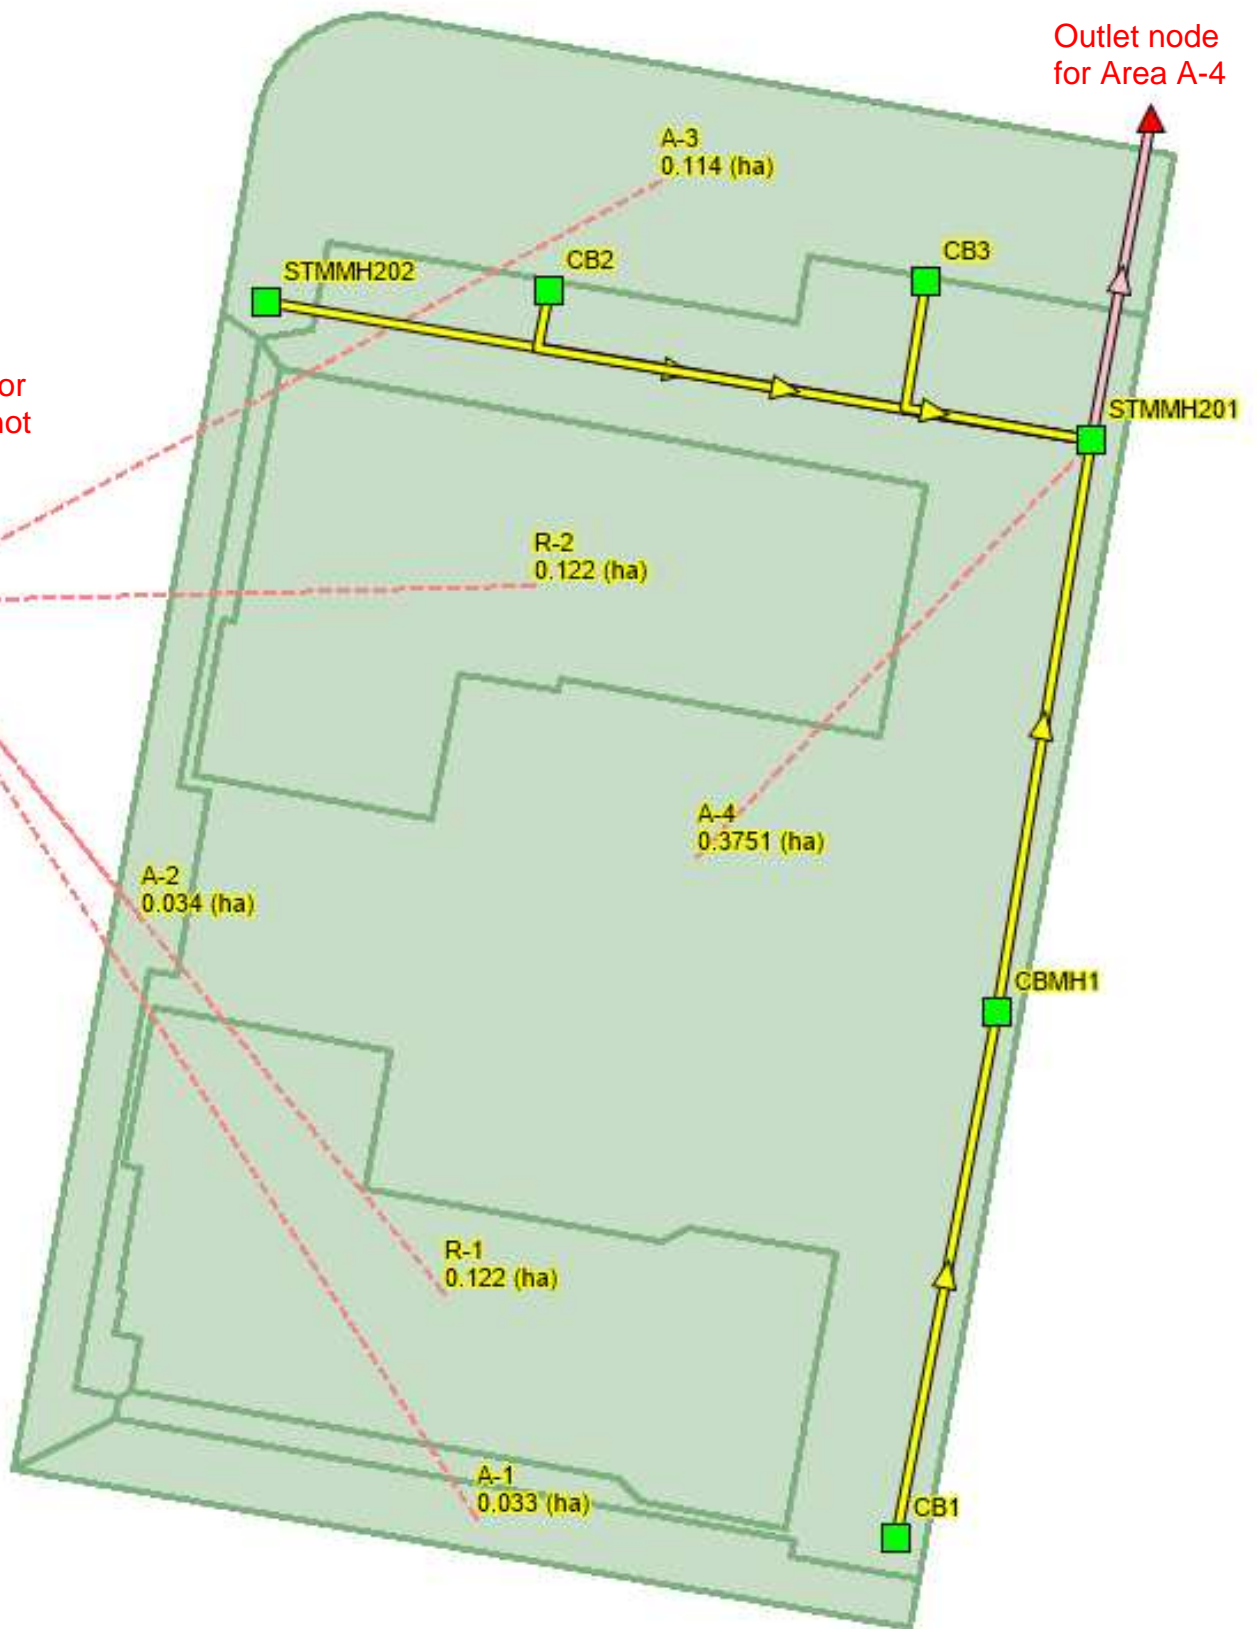 Outlet node
for Area A-4
A-3
0.114 (ha)
CB3
CB2
STMMH202
or
not
STMMH201
R-2
0.122 (ha)
A-4
0.3751 (ha)
A-2
0.034 (ha)
CBMH1
R-1
0.122 (ha)
A-1
0.033 (ha)
CB1